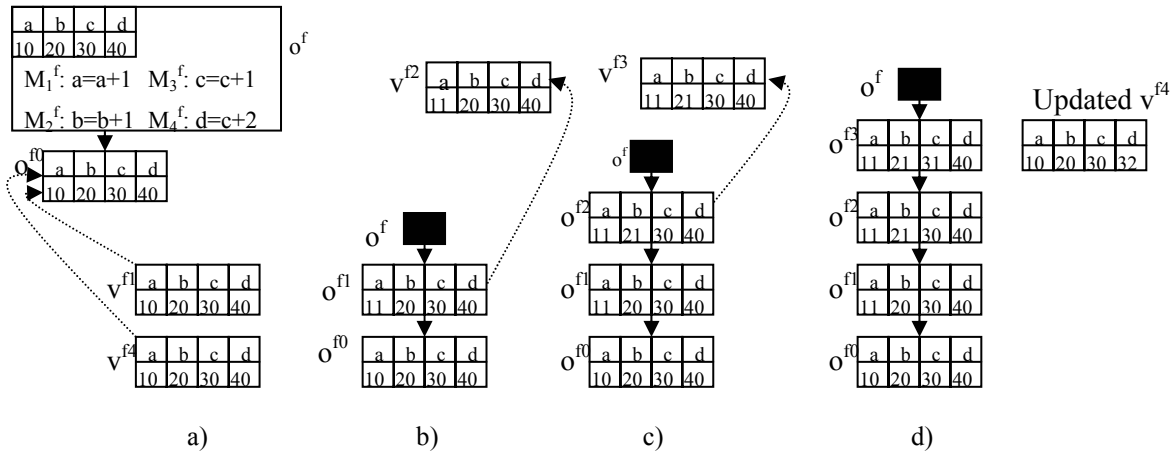 a b c d
10 20 30 40
o^f
M₁^f: a=a+1 M₃^f: c=c+1
M₂^f: b=b+1 M₄^f: d=c+2
o^f0
a b c d
10 20 30 40
v^f1
a b c d
10 20 30 40
v^f4
a b c d
10 20 30 40
a)
v^f2
a b c d
11 20 30 40
o^f
o^f1
a b c d
11 20 30 40
o^f0
a b c d
10 20 30 40
b)
v^f3
a b c d
11 21 30 40
o^f
o^f2
a b c d
11 21 30 40
o^f1
a b c d
11 20 30 40
o^f0
a b c d
10 20 30 40
c)
o^f
o^f3
a b c d
11 21 31 40
o^f2
a b c d
11 21 30 40
o^f1
a b c d
11 20 30 40
o^f0
a b c d
10 20 30 40
Updated v^f4
a b c d
10 20 30 32
d)